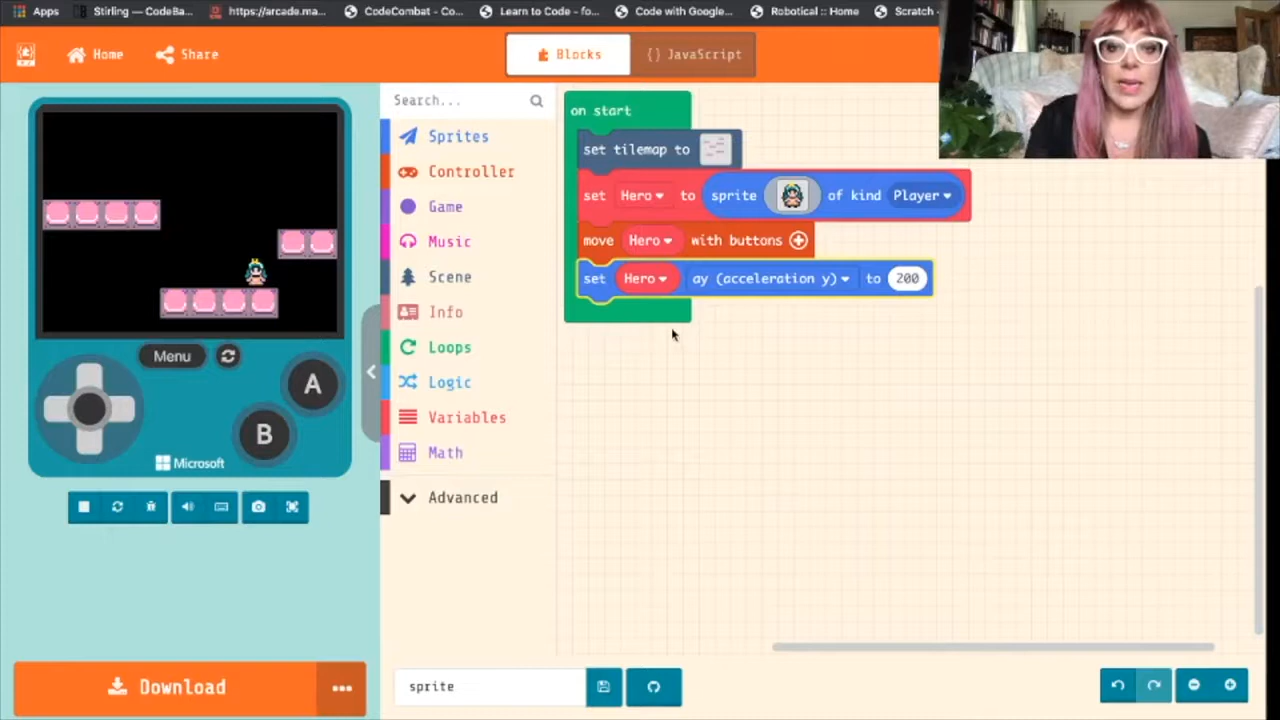 Apps
Stirling — CodeBa...
https://arcade.ma...
CodeCombat - Co...
Learn to Code - fo...
Code with Google...
Robotical :: Home
Scratch -
Home
Share
Blocks
{} JavaScript
Search...
Sprites
Controller
Game
Music
Scene
Info
Loops
Logic
Variables
Math
Advanced
on start
set tilemap to
set Hero to sprite of kind Player
move Hero with buttons
set Hero ay (acceleration y) to 200
Menu
A
B
Microsoft
Download
sprite